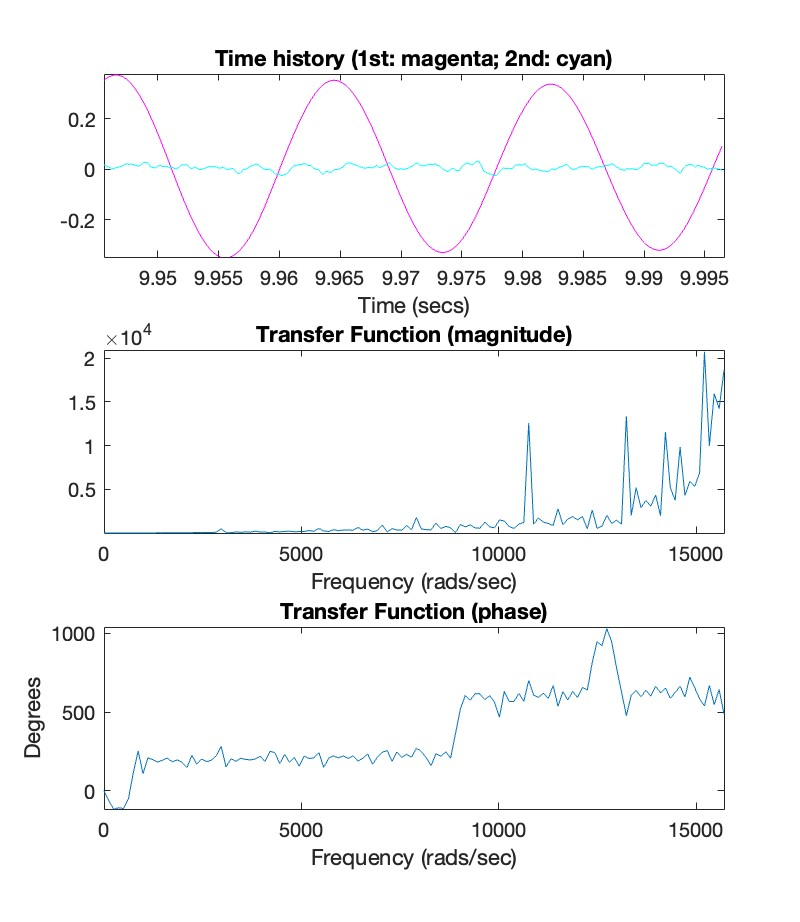 Time history (1st: magenta; 2nd: cyan)
0.2
0
-0.2
9.95 9.955 9.96 9.965 9.97 9.975 9.98 9.985 9.99 9.995
Time (secs)
×10⁴
Transfer Function (magnitude)
2
1.5
1
0.5
0 5000 10000 15000
Frequency (rads/sec)
Transfer Function (phase)
1000
500
0
Degrees
0 5000 10000 15000
Frequency (rads/sec)